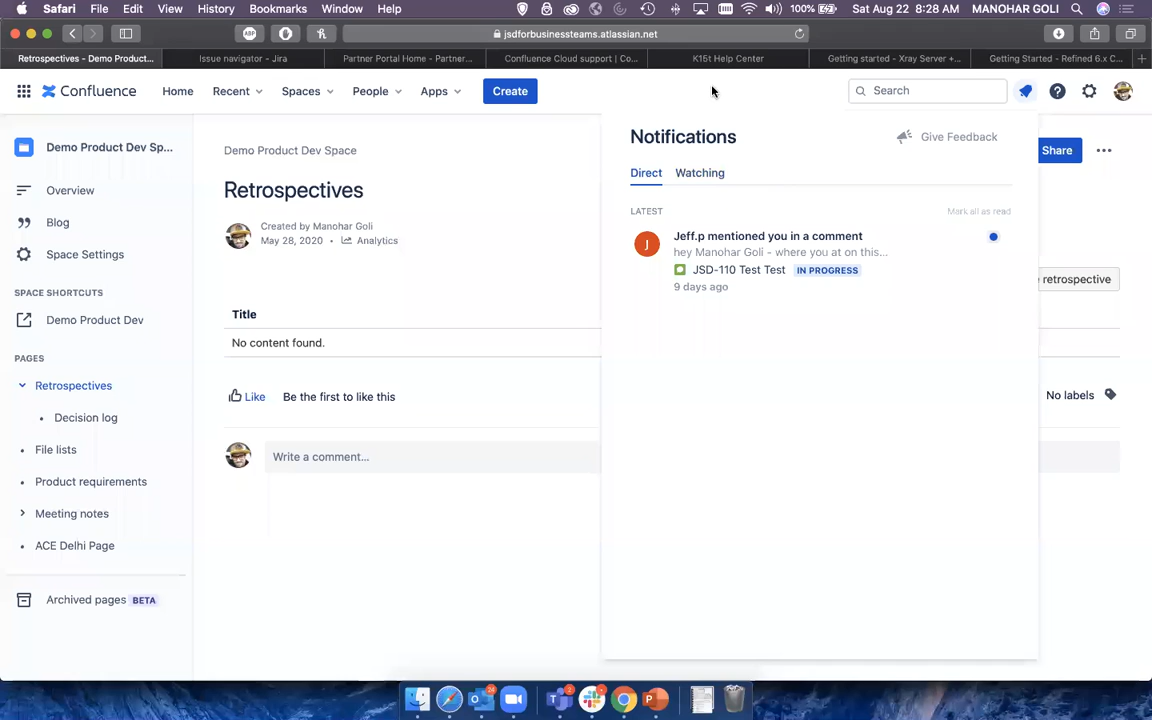 Safari File Edit View History Bookmarks Window Help 100% Sat Aug 22 8:28 AM MANOHAR GOLI
ABP jsdforbusinessteams.atlassian.net
Retrospectives - Demo Product... Issue navigator - Jira Partner Portal Home - Partner... Confluence Cloud support | Co... K15t Help Center Getting started - Xray Server +... Getting Started - Refined 6.x C...
Confluence Home Recent Spaces People Apps Create Search
Demo Product Dev Sp...
Overview
Blog
Space Settings
SPACE SHORTCUTS
Demo Product Dev
PAGES
Retrospectives
Decision log
File lists
Product requirements
Meeting notes
ACE Delhi Page
Archived pages BETA
Demo Product Dev Space
Retrospectives
Created by Manohar Goli
May 28, 2020 • Analytics
Title
No content found.
Like Be the first to like this
Write a comment...
Notifications Give Feedback
Direct Watching
LATEST Mark all as read
J Jeff.p mentioned you in a comment
hey Manohar Goli - where you at on this...
JSD-110 Test Test IN PROGRESS
9 days ago
Share
retrospective
No labels